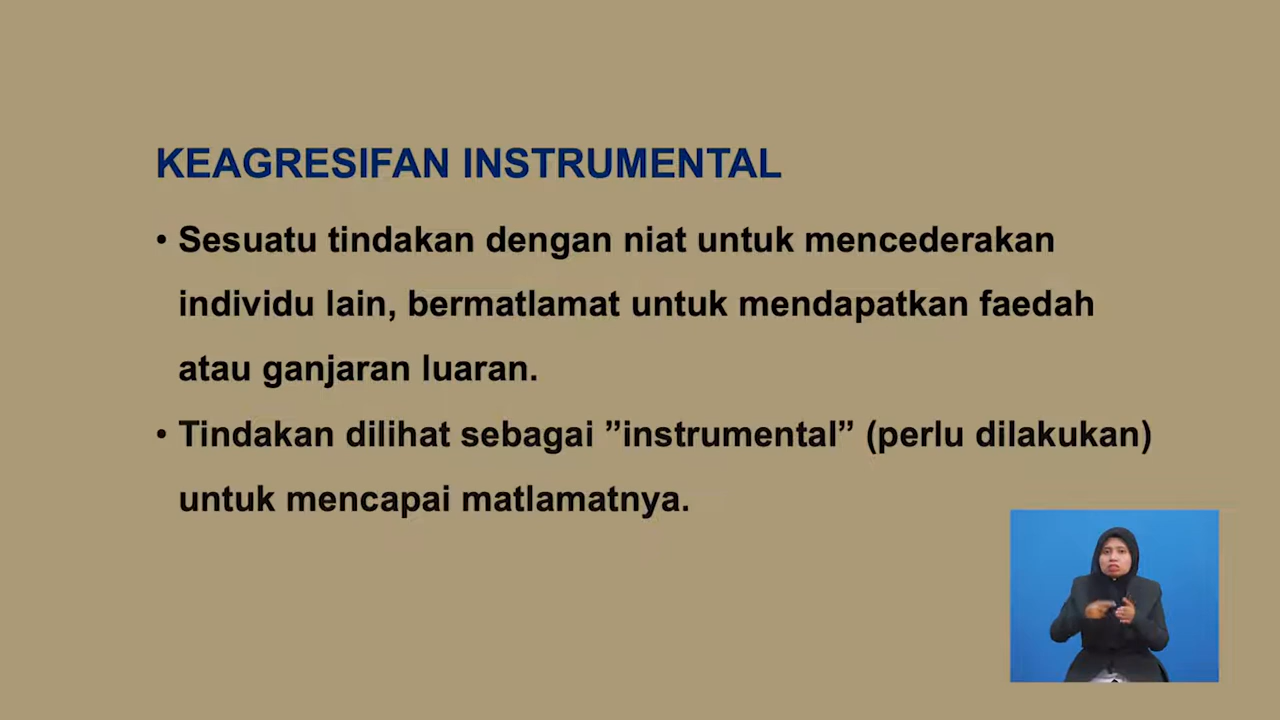 KEAGRESIFAN INSTRUMENTAL
• Sesuatu tindakan dengan niat untuk mencederakan
individu lain, bermatlamat untuk mendapatkan faedah
atau ganjaran luaran.
• Tindakan dilihat sebagai ”instrumental” (perlu dilakukan)
untuk mencapai matlamatnya.